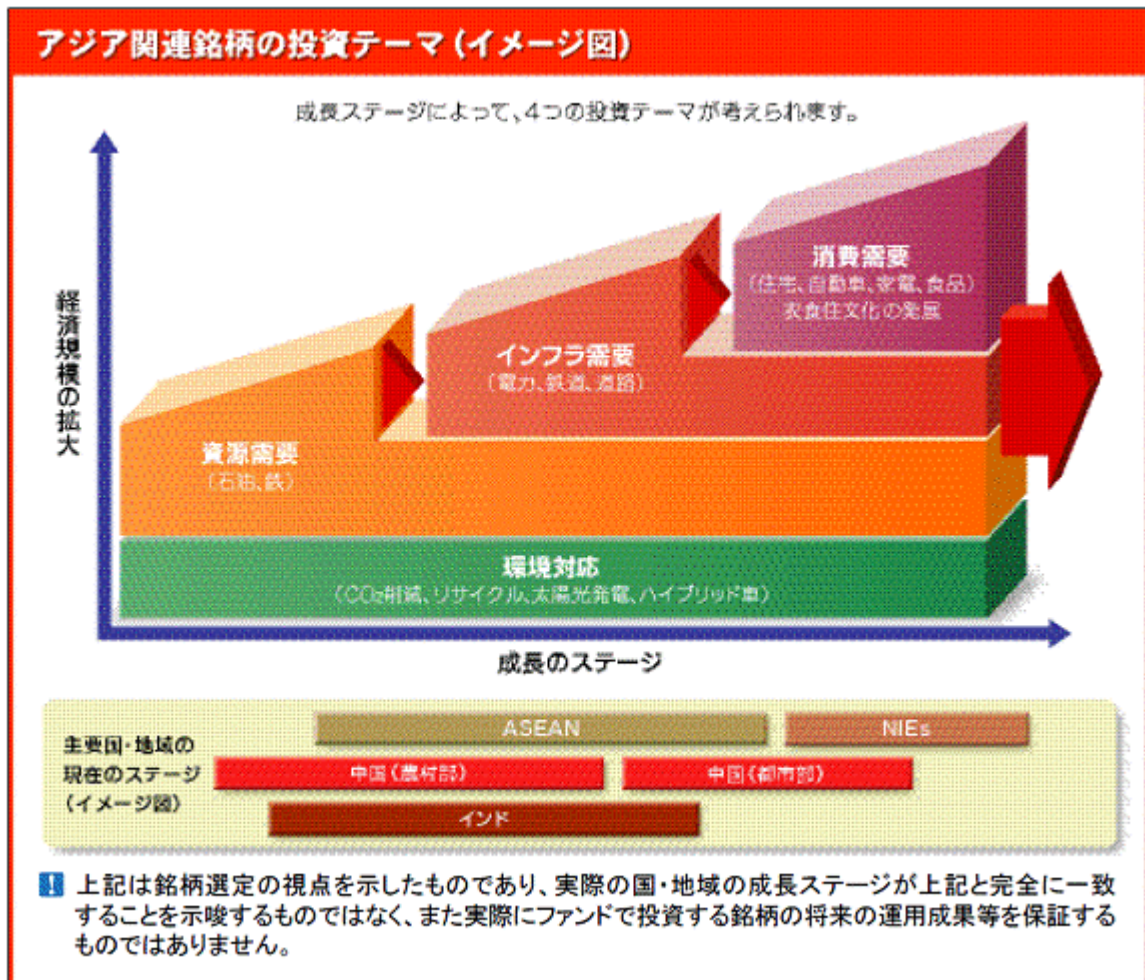 アジア関連銘柄の投資テーマ(イメージ図)
成長ステージによって、4つの投資テーマが考えられます。
経済規模の拡大
消費需要
(住宅、自動車、家電、食品)
衣食住文化の発展
インフラ需要
(電力、鉄道、道路)
資源需要
(石油、鉄)
環境対応
(CO₂削減、リサイクル、太陽光発電、ハイブリッド車)
成長のステージ
主要国・地域の
現在のステージ
(イメージ図)
ASEAN
NIEs
中国(農村部)
中国(都市部)
インド
! 上記は銘柄選定の視点を示したものであり、実際の国・地域の成長ステージが上記と完全に一致
することを示唆するものではなく、また実際にファンドで投資する銘柄の将来の運用成果等を保証する
ものではありません。